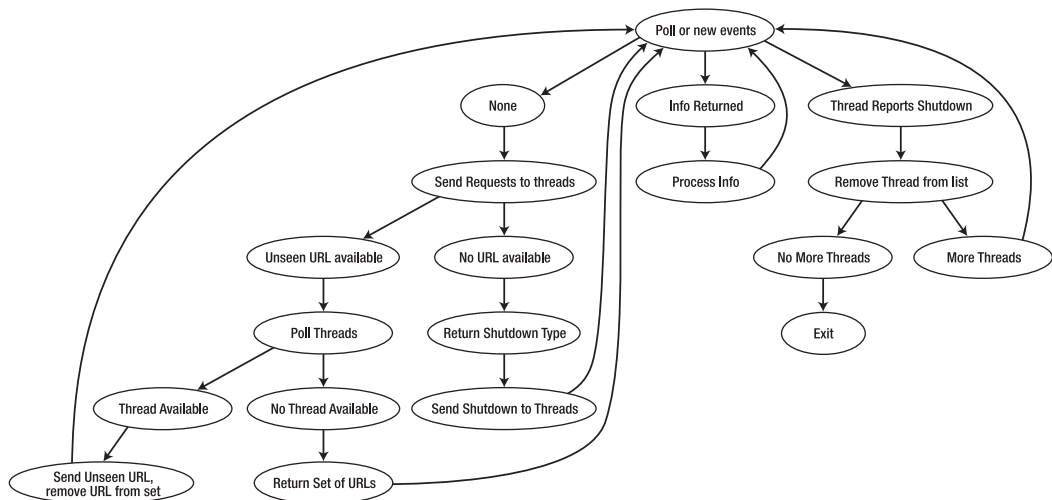 Poll or new events
None
Info Returned
Thread Reports Shutdown
Send Requests to threads
Process Info
Remove Thread from list
Unseen URL available
No URL available
No More Threads
More Threads
Poll Threads
Return Shutdown Type
Exit
Thread Available
No Thread Available
Send Shutdown to Threads
Send Unseen URL,
remove URL from set
Return Set of URLs